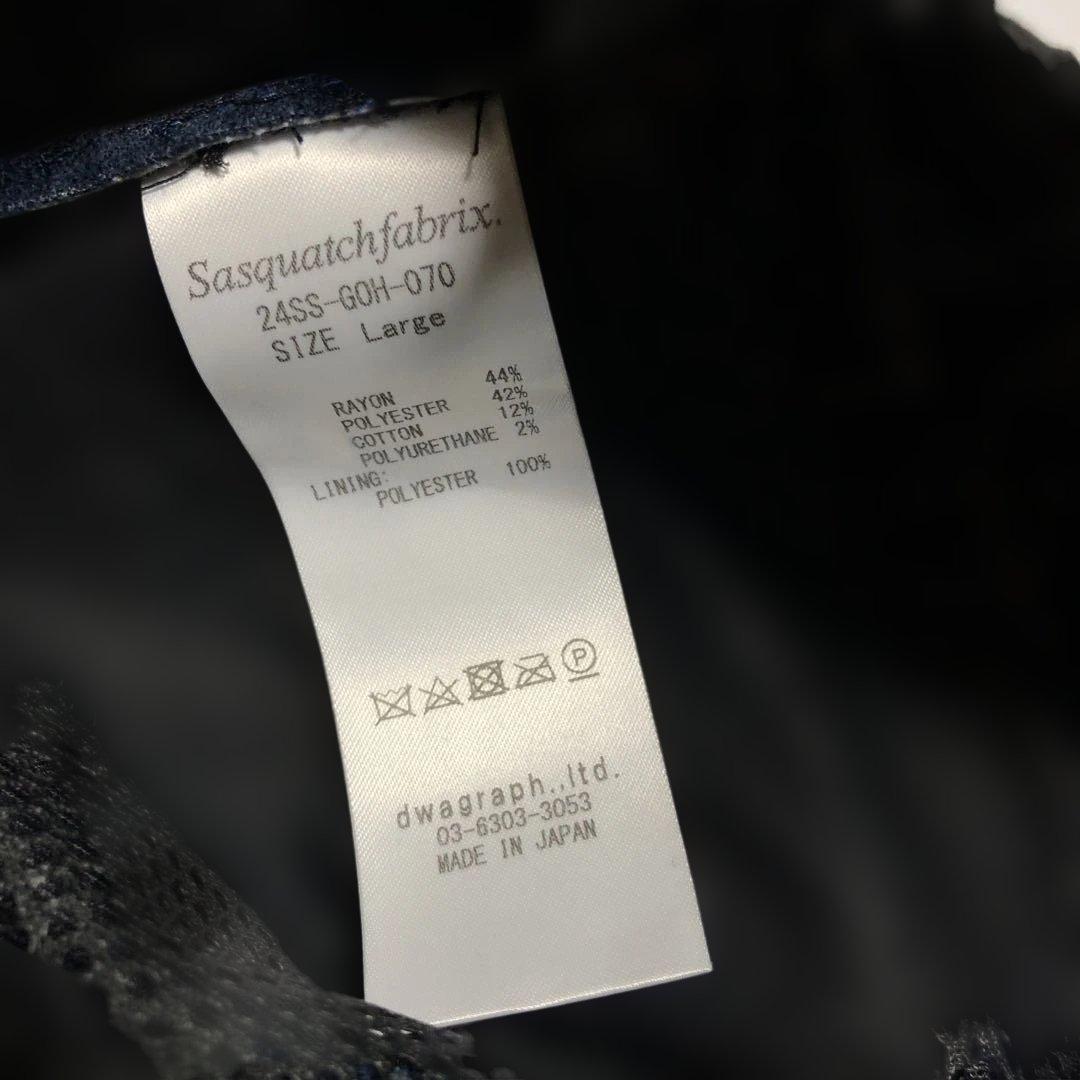 Sasquatchfabrix.
24SS-GOH-070
SIZE Large
RAYON 44%
POLYESTER 42%
COTTON 12%
POLYURETHANE 2%
LINING:
POLYESTER 100%
P
dwagraph.,ltd.
03-6303-3053
MADE IN JAPAN